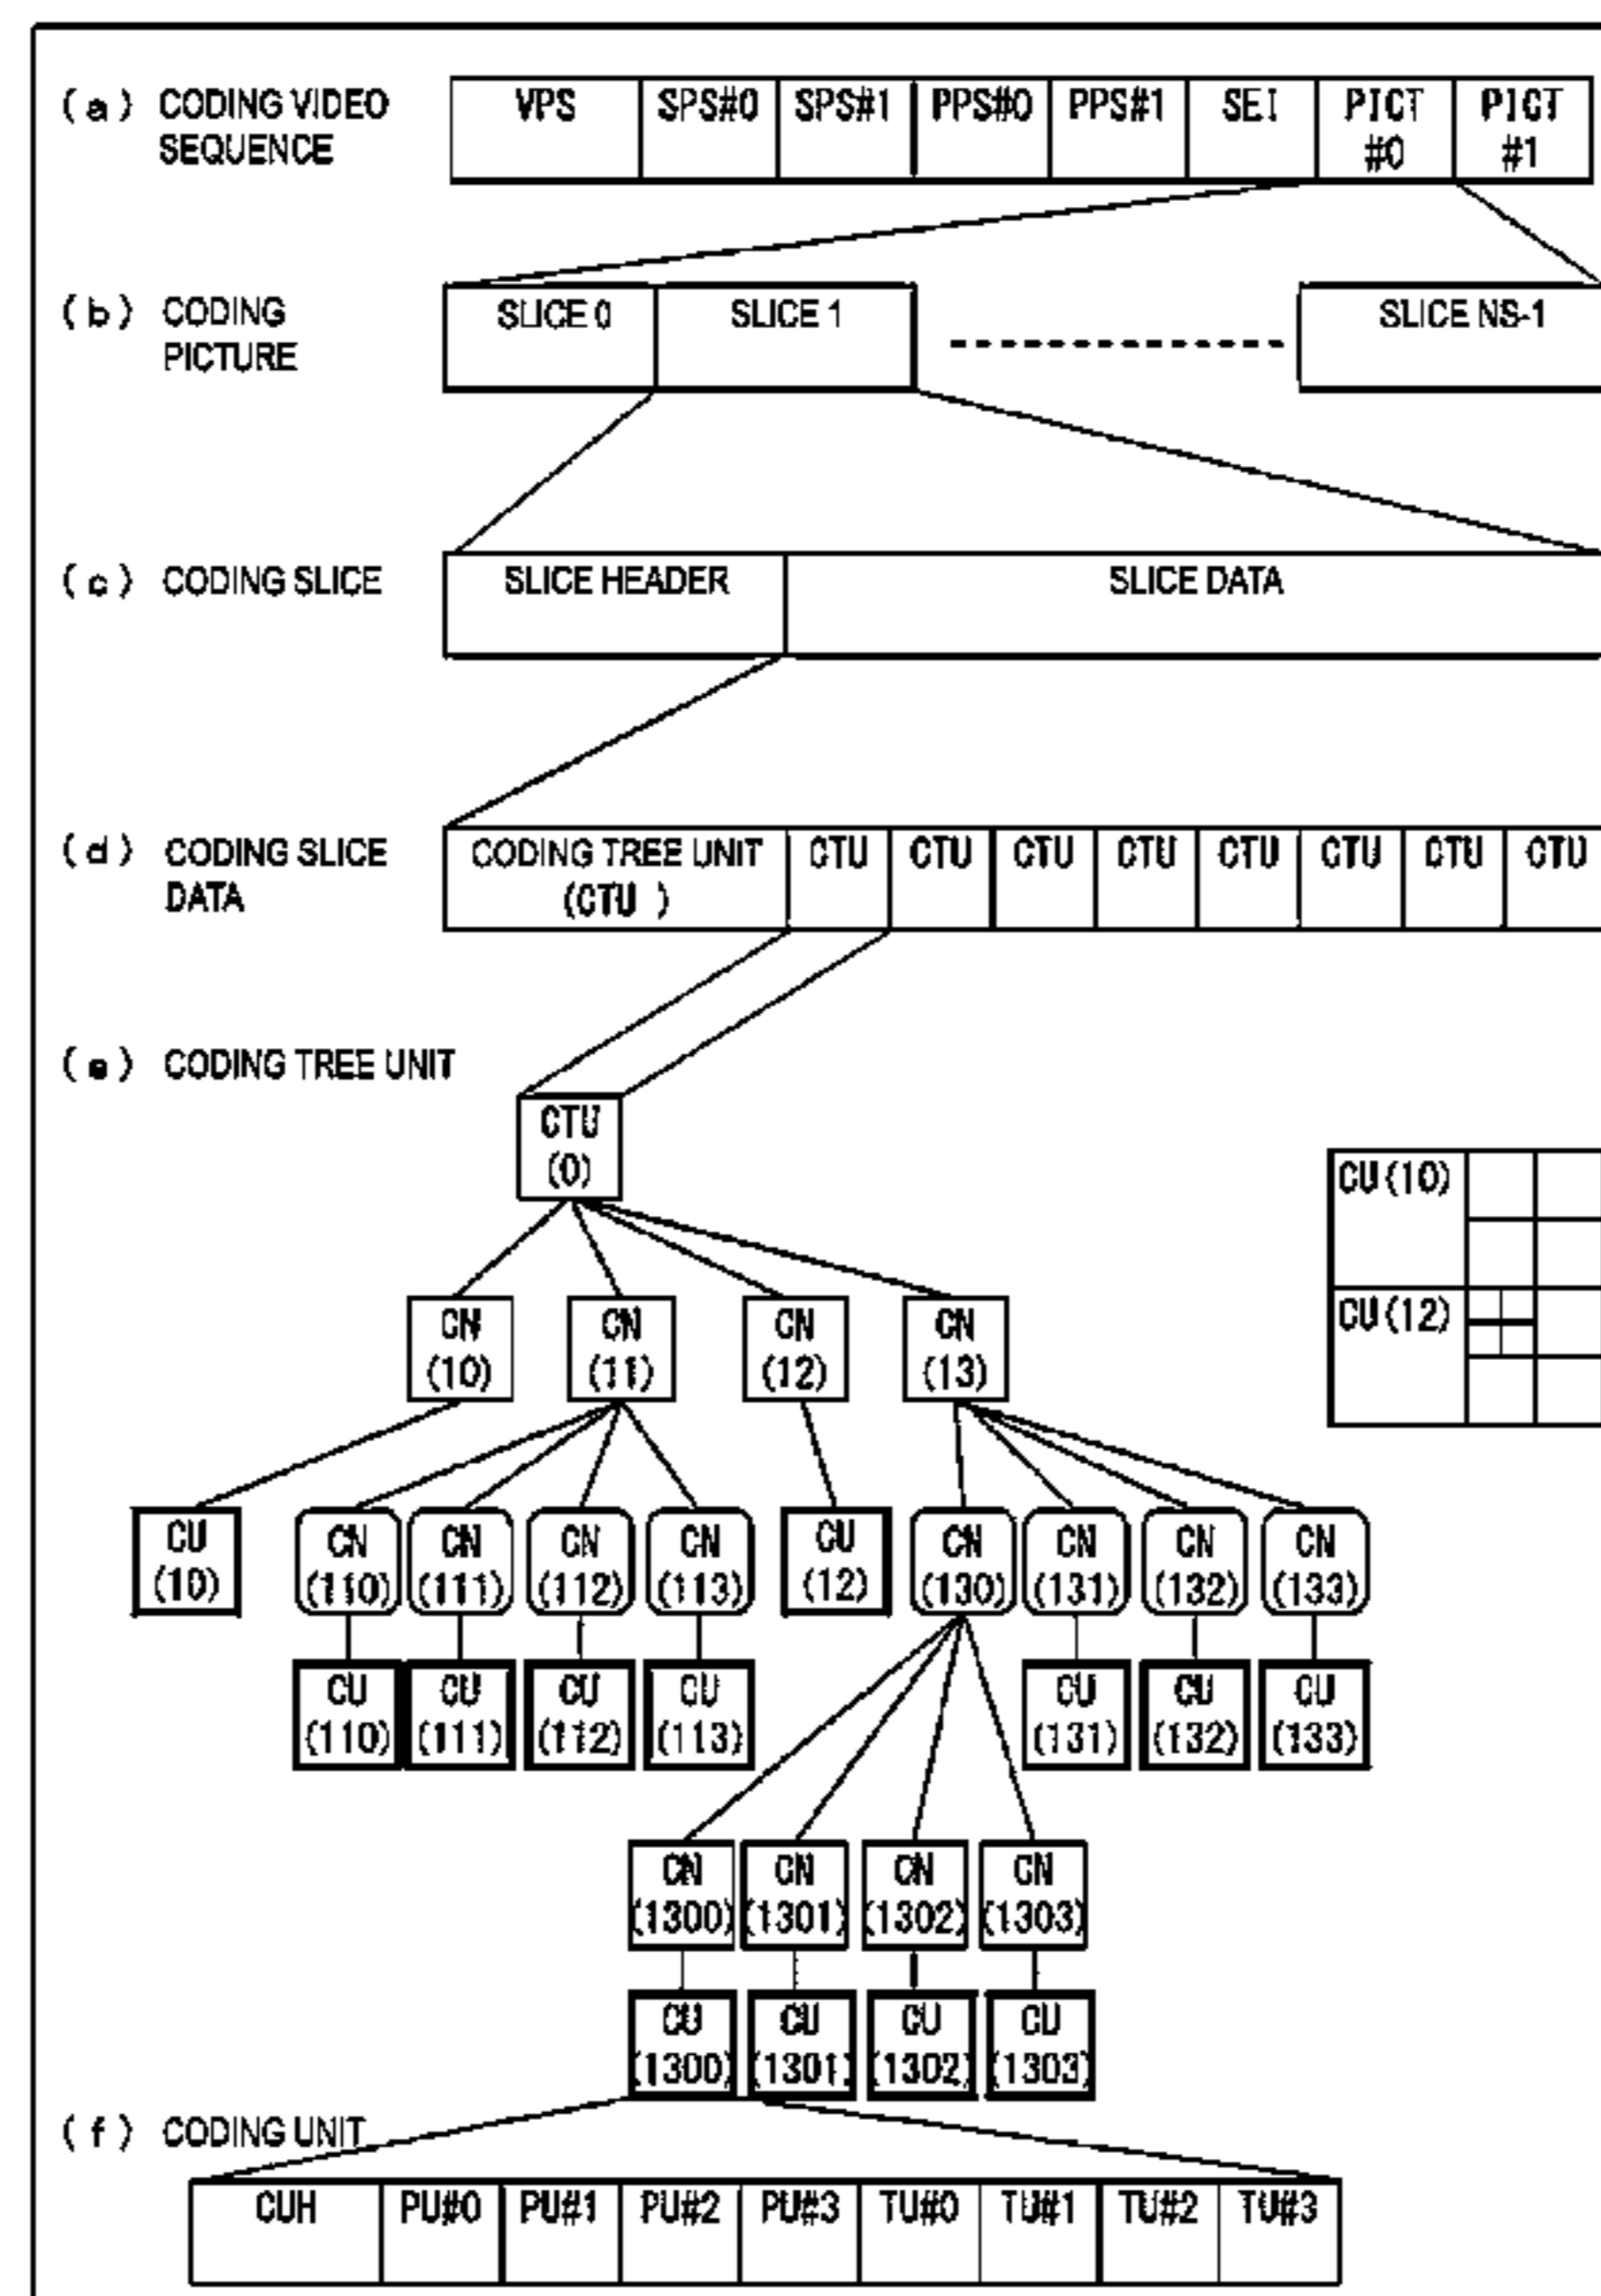 (a) CODING VIDEO SEQUENCE
VPS SPS#0 SPS#1 PPS#0 PPS#1 SEI PICT #0 PICT #1
(b) CODING PICTURE
SLICE 0 SLICE 1 SLICE NS-1
(c) CODING SLICE
SLICE HEADER SLICE DATA
(d) CODING SLICE DATA
CODING TREE UNIT (CTU ) CTU CTU CTU CTU CTU CTU CTU CTU
(e) CODING TREE UNIT
CTU (0)
CU(10)
CU(12)
CN (10) CN (11) CN (12) CN (13)
CU (10) CN (110) CN (111) CN (112) CN (113) CU (12) CN (130) CN (131) CN (132) CN (133)
CU (110) CU (111) CU (112) CU (113) CU (131) CU (132) CU (133)
CN (1300) CN (1301) CN (1302) CN (1303)
CU (1300) CU (1301) CU (1302) CU (1303)
(f) CODING UNIT
CUH PU#0 PU#1 PU#2 PU#3 TU#0 TU#1 TU#2 TU#3